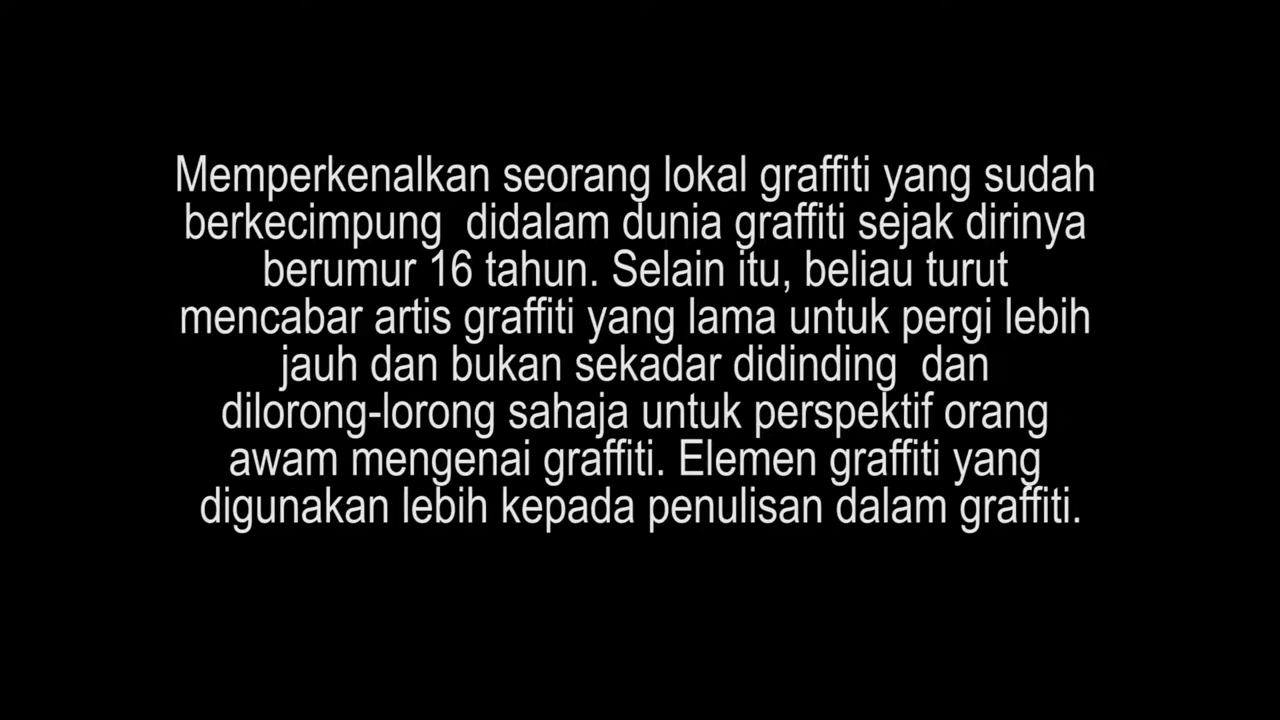 Memperkenalkan seorang lokal graffiti yang sudah
berkecimpung  didalam dunia graffiti sejak dirinya
berumur 16 tahun. Selain itu, beliau turut
mencabar artis graffiti yang lama untuk pergi lebih
jauh dan bukan sekadar didinding  dan
dilorong-lorong sahaja untuk perspektif orang
awam mengenai graffiti. Elemen graffiti yang
digunakan lebih kepada penulisan dalam graffiti.